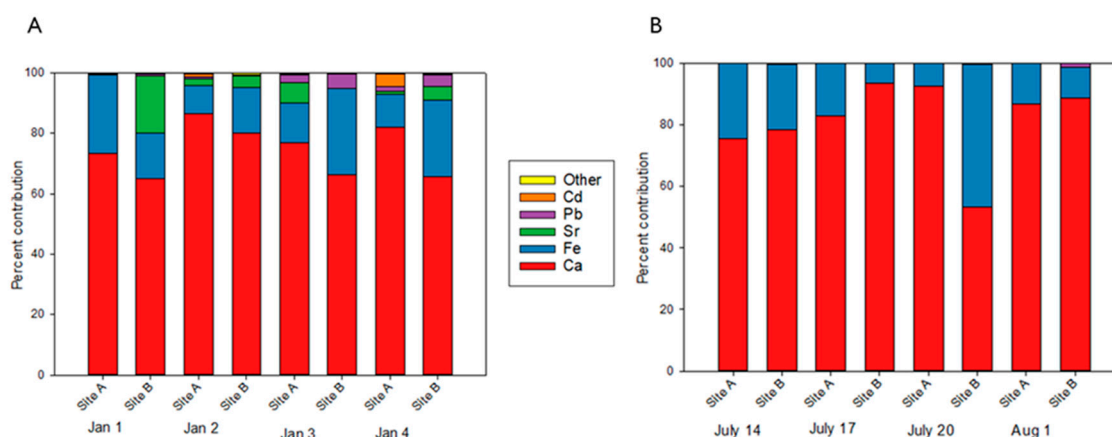 A
Percent contribution
100
80
60
40
20
0
Site A
Site B
Site A
Site B
Site A
Site B
Site A
Site B
Jan 1
Jan 2
Jan 3
Jan 4
Other
Cd
Pb
Sr
Fe
Ca
B
Percent contribution
100
80
60
40
20
0
Site A
Site B
Site A
Site B
Site A
Site B
Site A
Site B
July 14
July 17
July 20
Aug 1